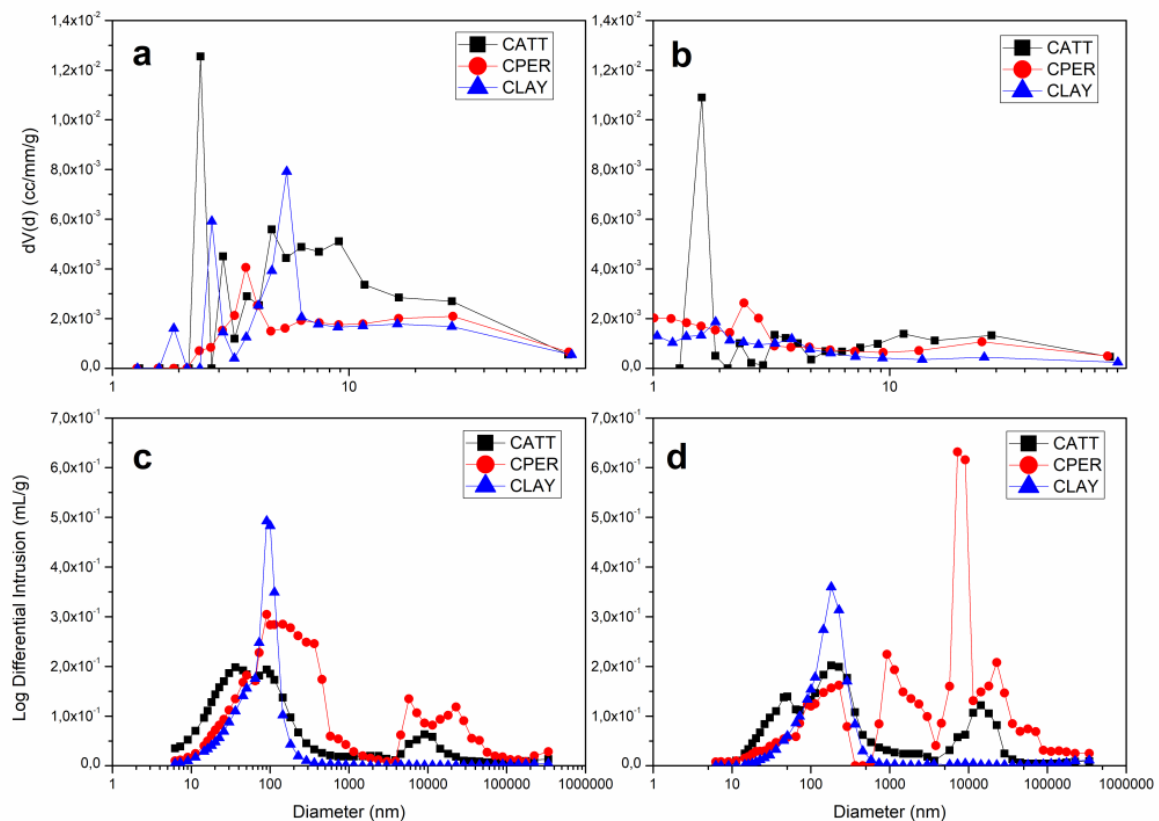 a
CATT
CPER
CLAY
1,4x10⁻²
1,2x10⁻²
1,0x10⁻²
8,0x10⁻³
6,0x10⁻³
4,0x10⁻³
2,0x10⁻³
0,0
dV(d) (cc/mm/g)
1
10
b
CATT
CPER
CLAY
1,4x10⁻²
1,2x10⁻²
1,0x10⁻²
8,0x10⁻³
6,0x10⁻³
4,0x10⁻³
2,0x10⁻³
0,0
1
10
c
CATT
CPER
CLAY
7,0x10⁻¹
6,0x10⁻¹
5,0x10⁻¹
4,0x10⁻¹
3,0x10⁻¹
2,0x10⁻¹
1,0x10⁻¹
0,0
Log Differential Intrusion (mL/g)
1
10
100
1000
10000
100000
1000000
Diameter (nm)
d
CATT
CPER
CLAY
7,0x10⁻¹
6,0x10⁻¹
5,0x10⁻¹
4,0x10⁻¹
3,0x10⁻¹
2,0x10⁻¹
1,0x10⁻¹
0,0
1
10
100
1000
10000
100000
1000000
Diameter (nm)